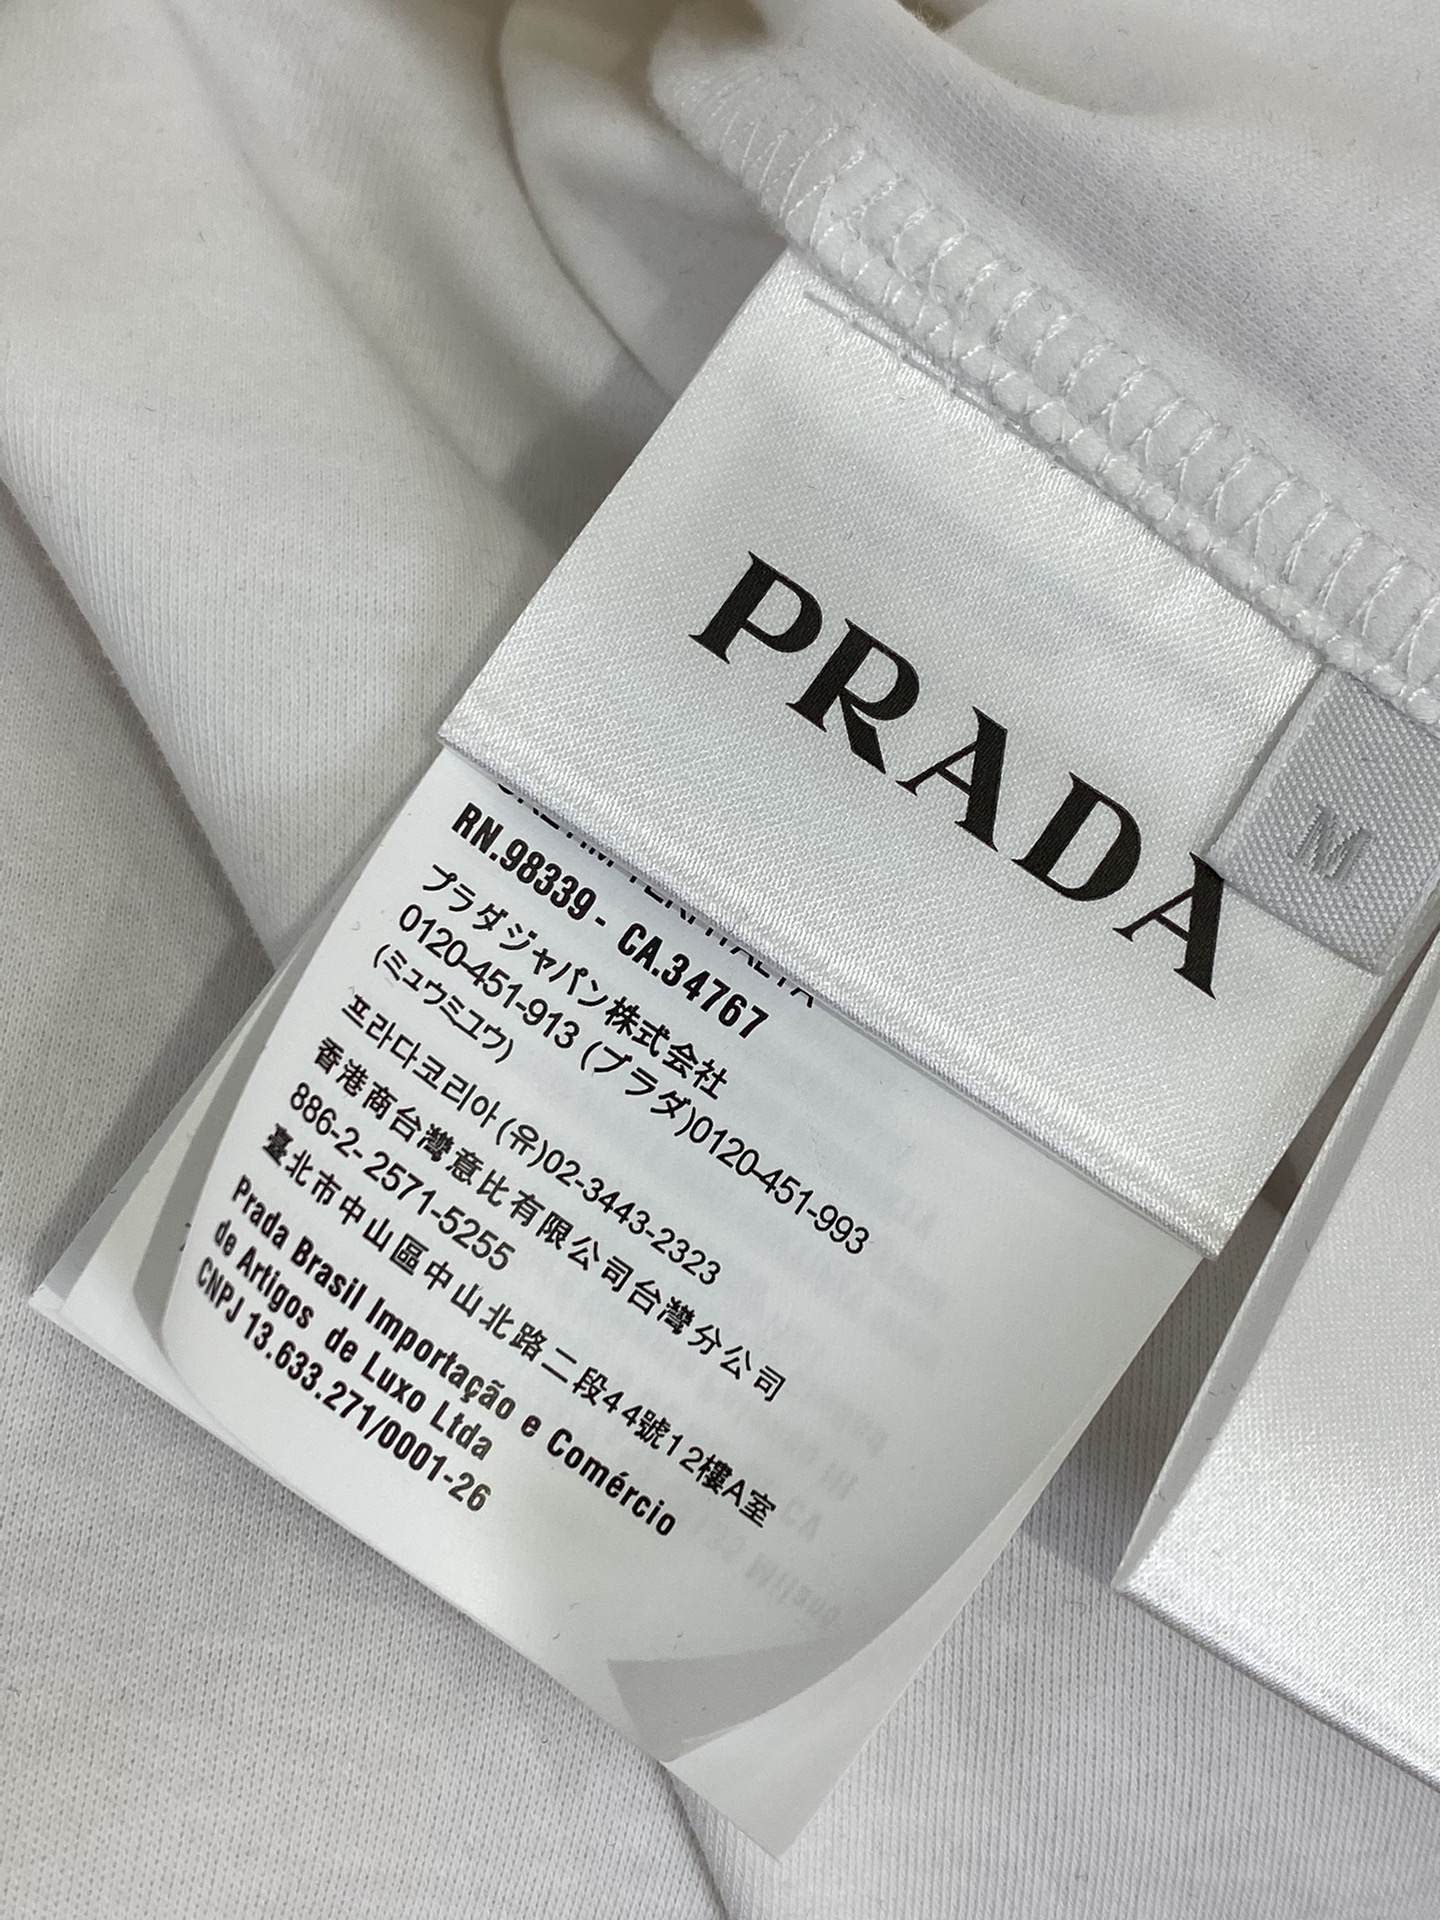 PRADA
M
RN.98339 - CA.34767
プラダジャパン株式会社
0120-451-913 (プラダ)0120-451-993
(ミュウミュウ)
프라다코리아(유)02-3443-2323
香港商台灣意比有限公司台灣分公司
886-2- 2571-5255
臺北市中山區中山北路二段44號12樓A室
Prada Brasil Importação e Comércio
de Artigos de Luxo Ltda
CNPJ 13.633.271/0001-26